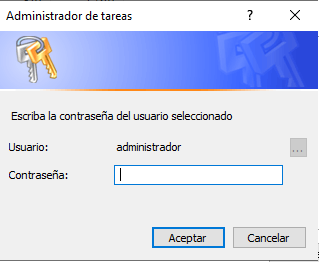 Administrador de tareas
Escriba la contraseña del usuario seleccionado
Usuario: administrador ...
Contraseña:
Aceptar Cancelar